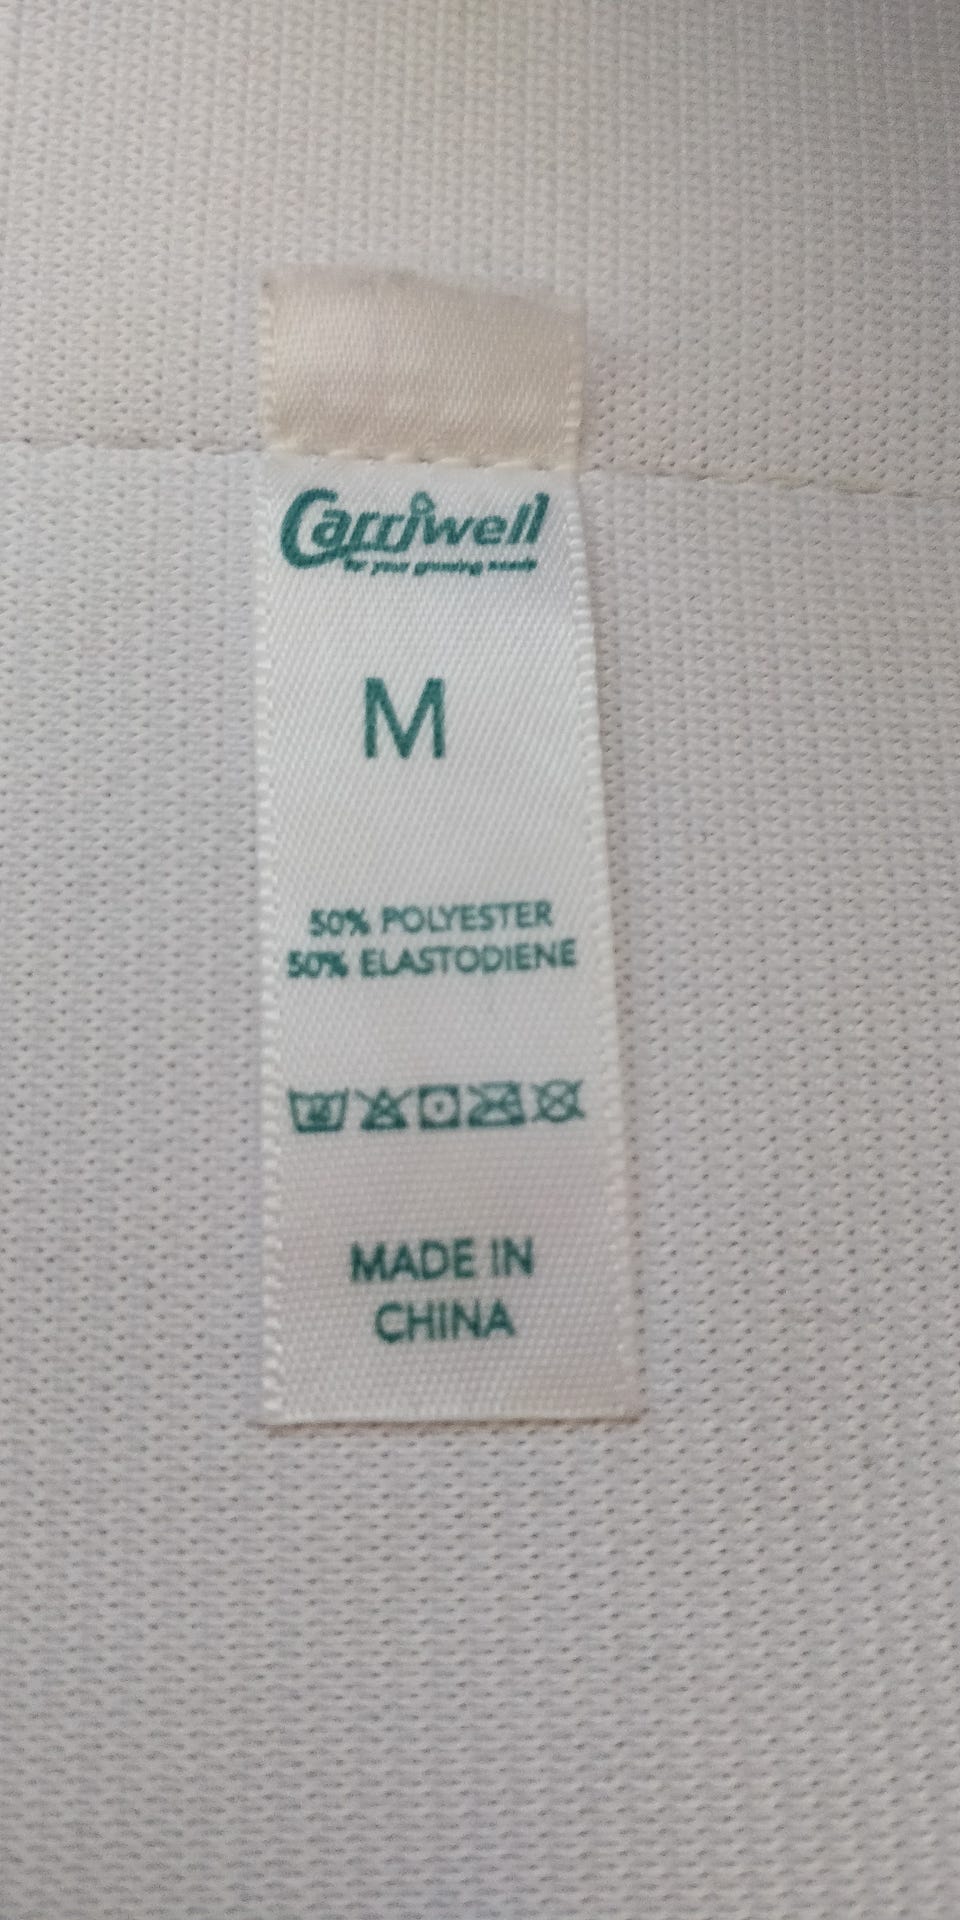 Carriwell
for your growing needs
M
50% POLYESTER
50% ELASTODIENE
MADE IN
CHINA